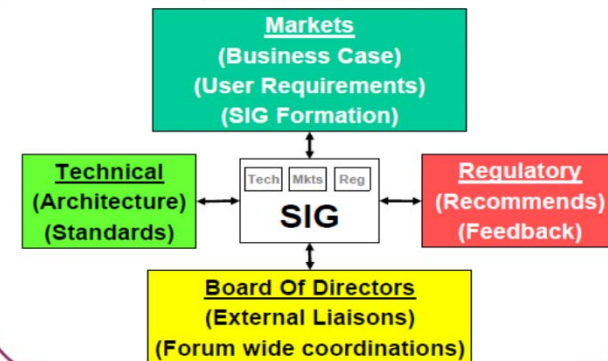 Markets
(Business Case)
(User Requirements)
(SIG Formation)
Technical
(Architecture)
(Standards)
Tech Mkts Reg
SIG
Regulatory
(Recommends)
(Feedback)
Board Of Directors
(External Liaisons)
(Forum wide coordinations)